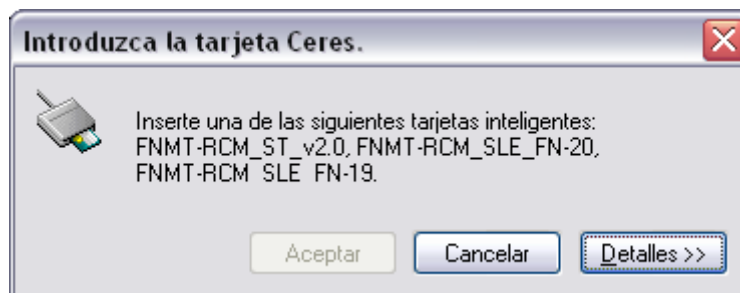 Introduzca la tarjeta Ceres.
Inserte una de las siguientes tarjetas inteligentes:
FNMT-RCM_ST_v2.0, FNMT-RCM_SLE_FN-20,
FNMT-RCM_SLE_FN-19.
Aceptar Cancelar Detalles >>